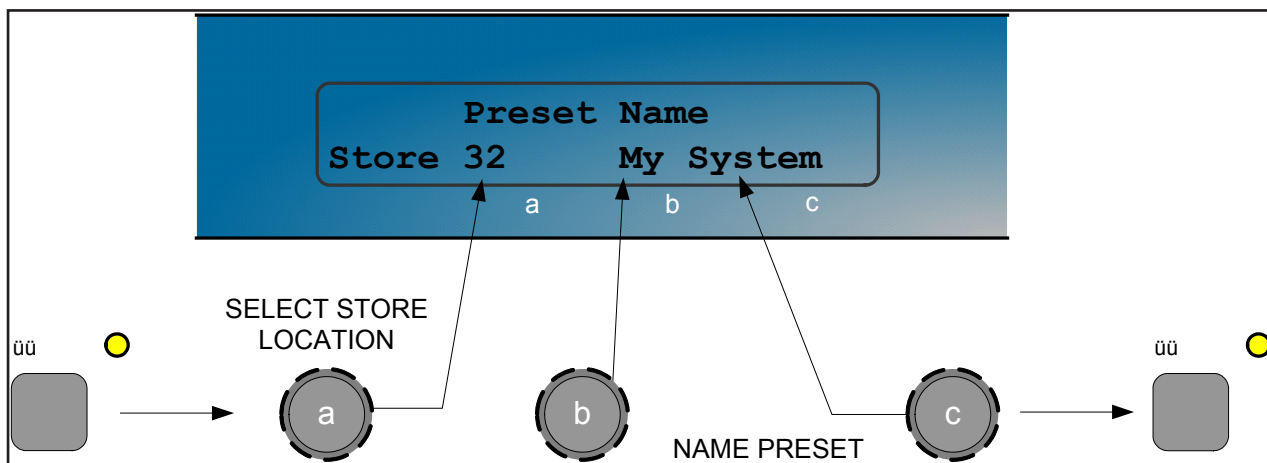 Preset Name
Store 32 My System
a b c
SELECT STORE
LOCATION
üü
üü
a
b
c
NAME PRESET